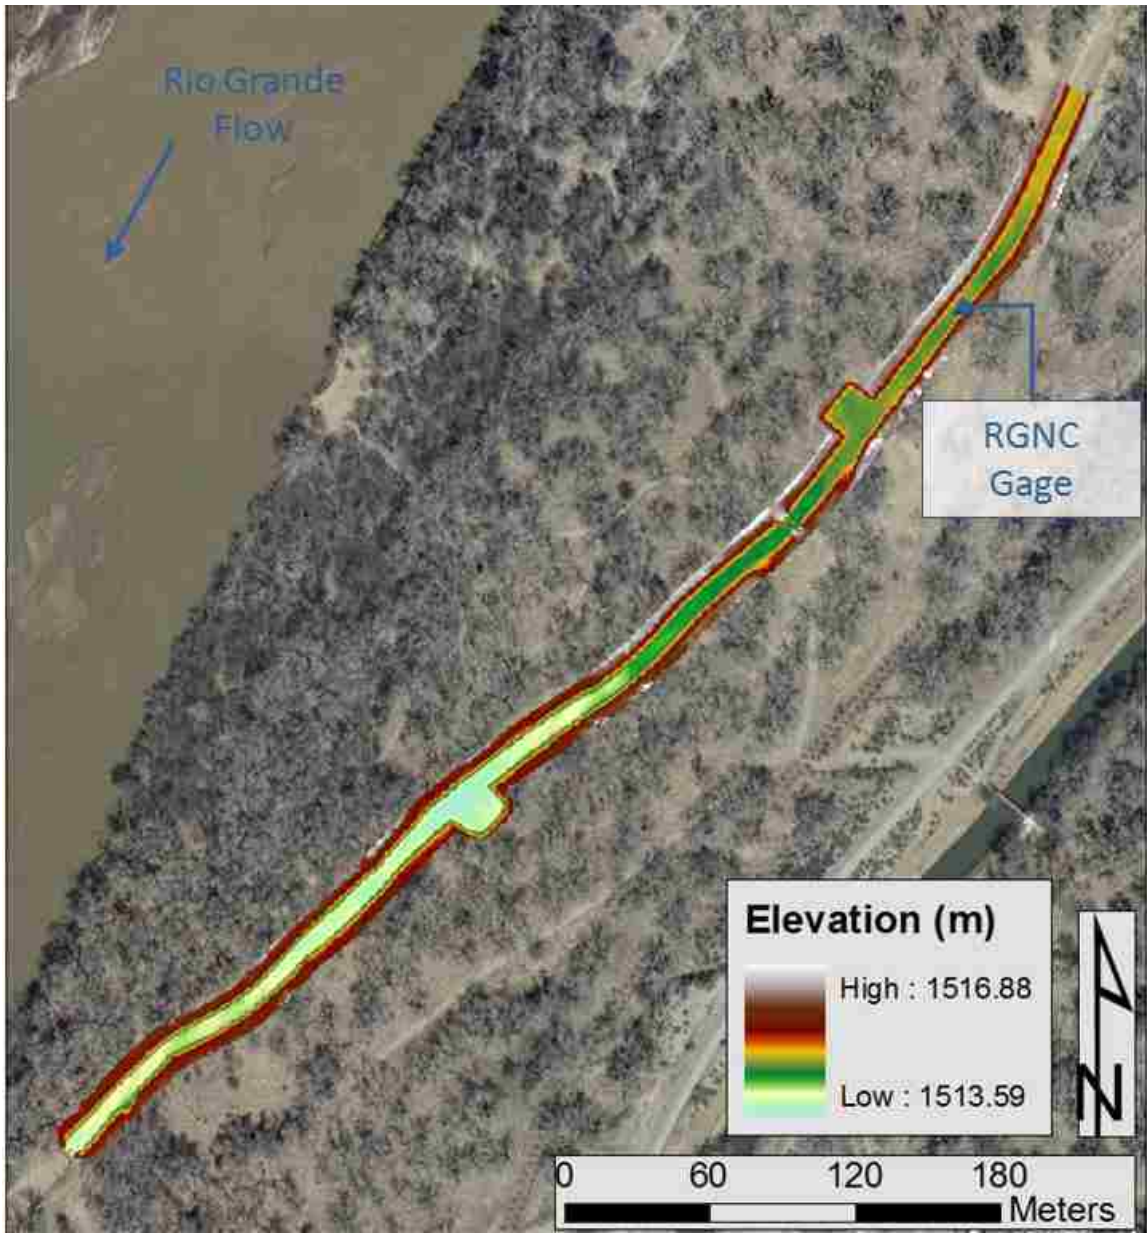 Rio Grande
Flow
RGNC
Gage
Elevation (m)
High : 1516.88
Low : 1513.59
N
0 60 120 180
Meters